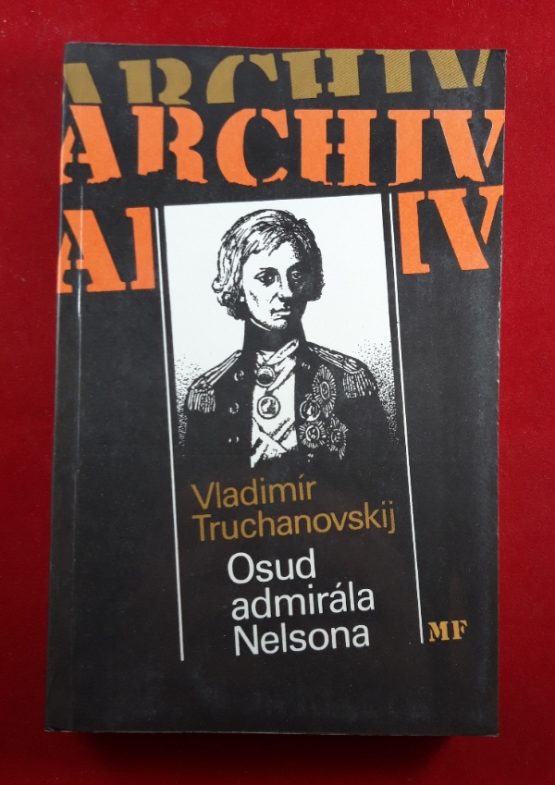 ARCHIV
ARCHIV
AR IV
Vladimír
Truchanovskij
Osud
admirála
Nelsona
MF